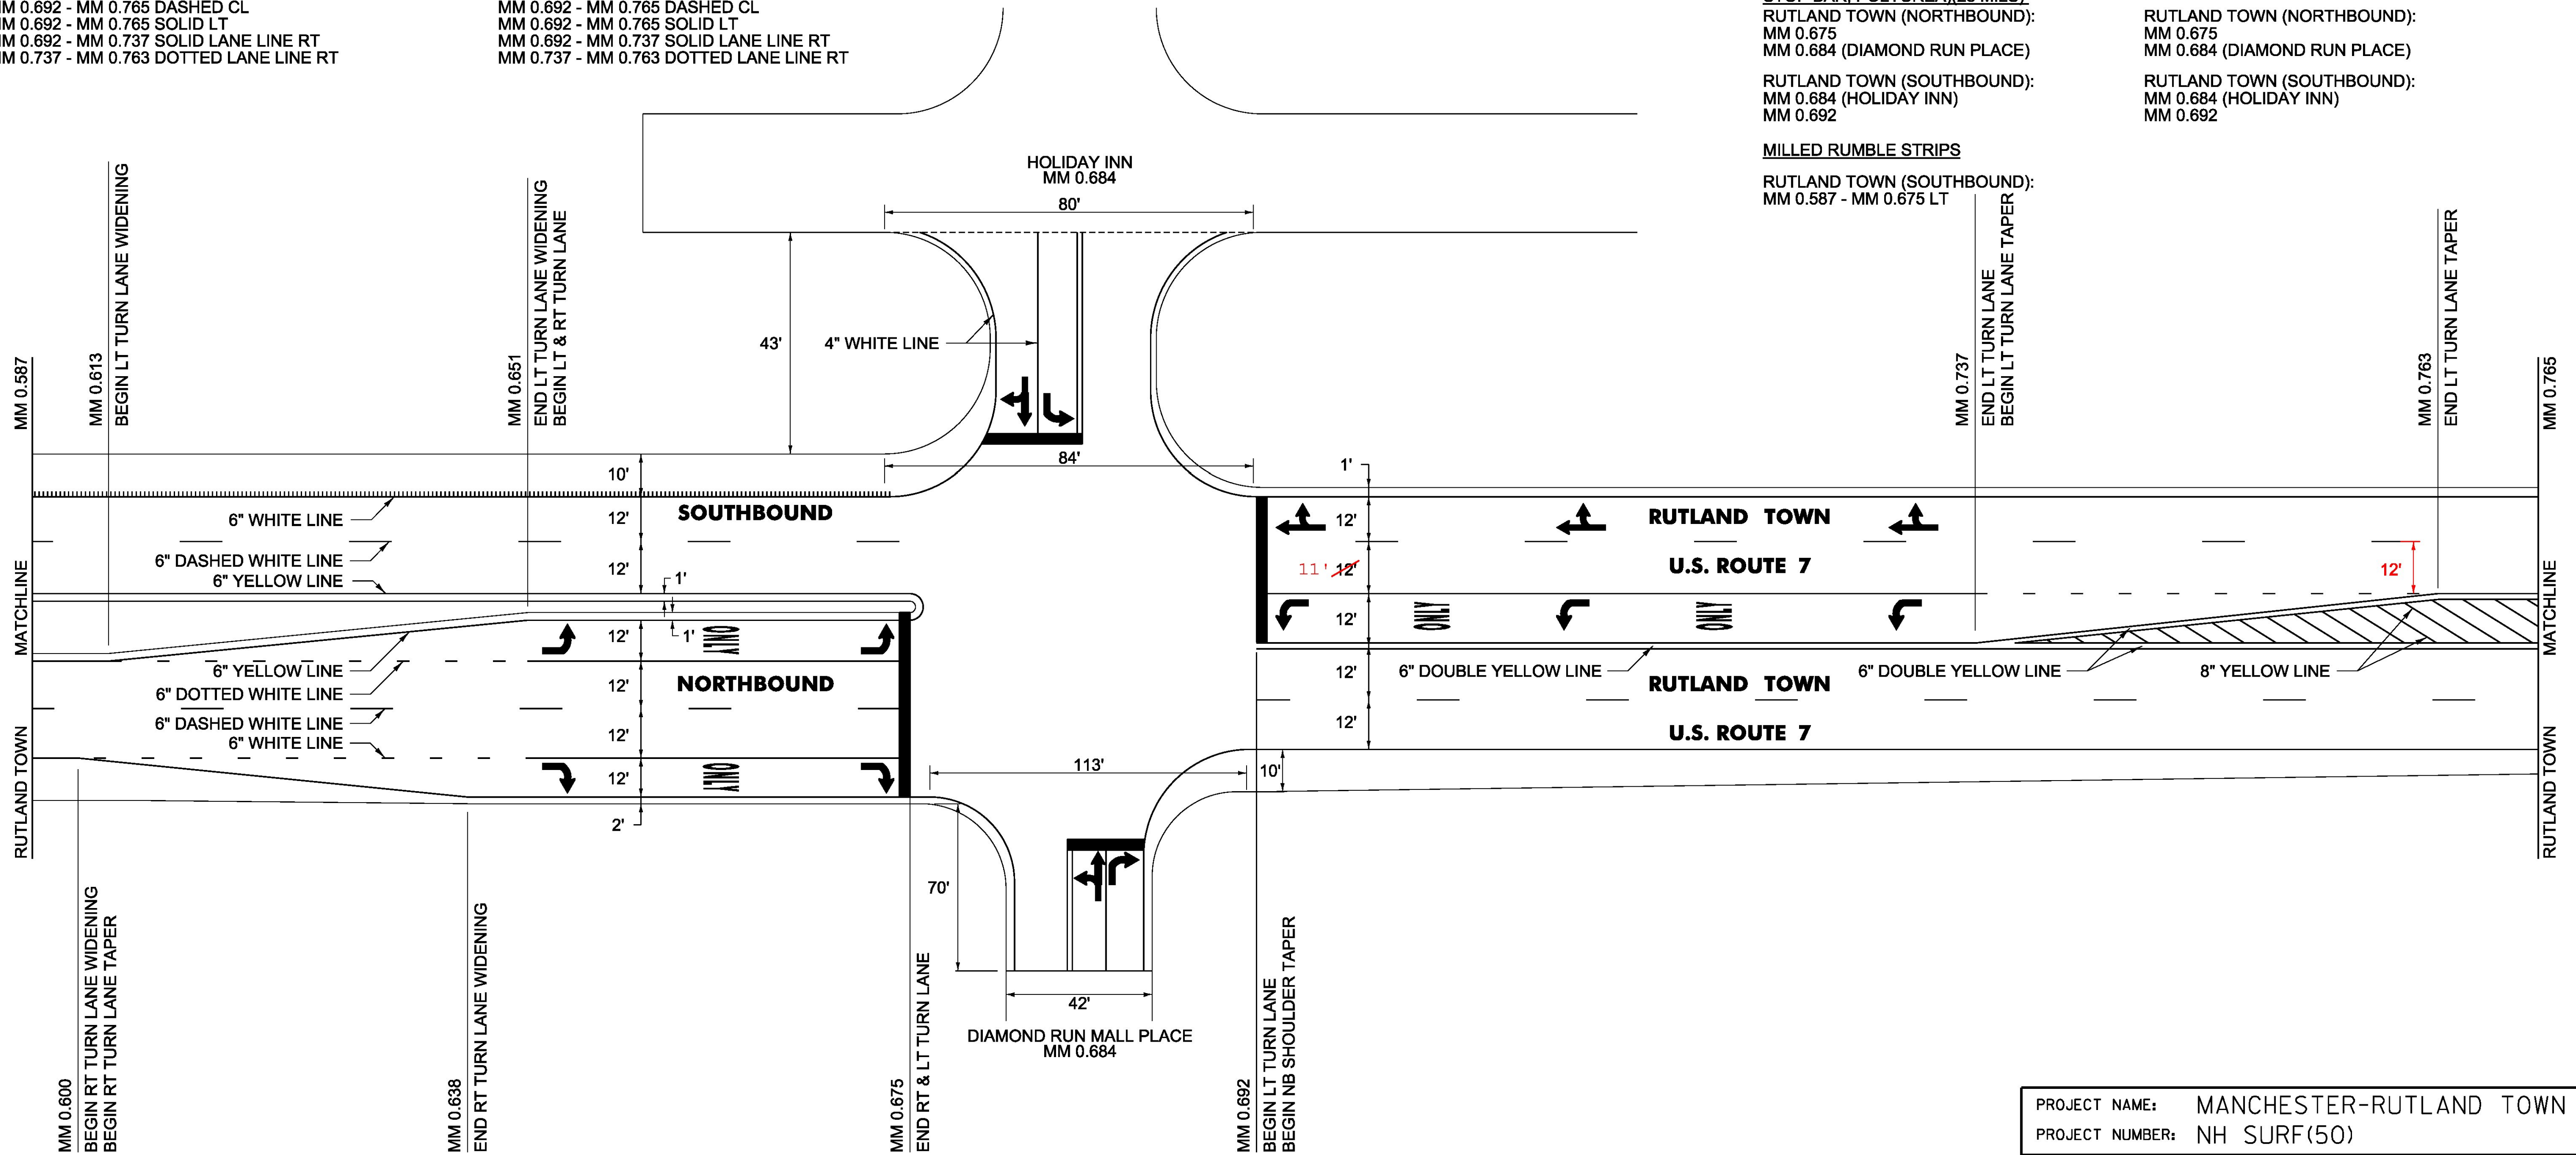 MM 0.692 - MM 0.765 DASHED CL
MM 0.692 - MM 0.765 SOLID LT
MM 0.692 - MM 0.737 SOLID LANE LINE RT
MM 0.737 - MM 0.763 DOTTED LANE LINE RT
MM 0.692 - MM 0.765 DASHED CL
MM 0.692 - MM 0.765 SOLID LT
MM 0.692 - MM 0.737 SOLID LANE LINE RT
MM 0.737 - MM 0.763 DOTTED LANE LINE RT
RUTLAND TOWN (NORTHBOUND):
MM 0.675
MM 0.684 (DIAMOND RUN PLACE)
RUTLAND TOWN (SOUTHBOUND):
MM 0.684 (HOLIDAY INN)
MM 0.692
MILLED RUMBLE STRIPS
RUTLAND TOWN (SOUTHBOUND):
MM 0.587 - MM 0.675 LT
RUTLAND TOWN (NORTHBOUND):
MM 0.675
MM 0.684 (DIAMOND RUN PLACE)
RUTLAND TOWN (SOUTHBOUND):
MM 0.684 (HOLIDAY INN)
MM 0.692
HOLIDAY INN
MM 0.684
80'
43'
4" WHITE LINE
84'
MM 0.587
MM 0.613
BEGIN LT TURN LANE WIDENING
MM 0.651
END LT TURN LANE WIDENING
BEGIN LT & RT TURN LANE
MM 0.737
END LT TURN LANE
BEGIN LT TURN LANE TAPER
MM 0.763
END LT TURN LANE TAPER
MM 0.765
10'
12'
12'
1'
1'
12'
12'
12'
12'
2'
6" WHITE LINE
6" DASHED WHITE LINE
6" YELLOW LINE
SOUTHBOUND
6" YELLOW LINE
6" DOTTED WHITE LINE
6" DASHED WHITE LINE
6" WHITE LINE
NORTHBOUND
ONLY
ONLY
1'
12'
11' 12'
12'
12'
12'
10'
RUTLAND TOWN
U.S. ROUTE 7
ONLY
ONLY
12'
6" DOUBLE YELLOW LINE
6" DOUBLE YELLOW LINE
8" YELLOW LINE
RUTLAND TOWN
U.S. ROUTE 7
MATCHLINE
RUTLAND TOWN
MATCHLINE
RUTLAND TOWN
113'
70'
42'
DIAMOND RUN MALL PLACE
MM 0.684
MM 0.600
BEGIN RT TURN LANE WIDENING
BEGIN RT TURN LANE TAPER
MM 0.638
END RT TURN LANE WIDENING
MM 0.675
END RT & LT TURN LANE
MM 0.692
BEGIN LT TURN LANE
BEGIN NB SHOULDER TAPER
PROJECT NAME: MANCHESTER-RUTLAND TOWN
PROJECT NUMBER: NH SURF(50)